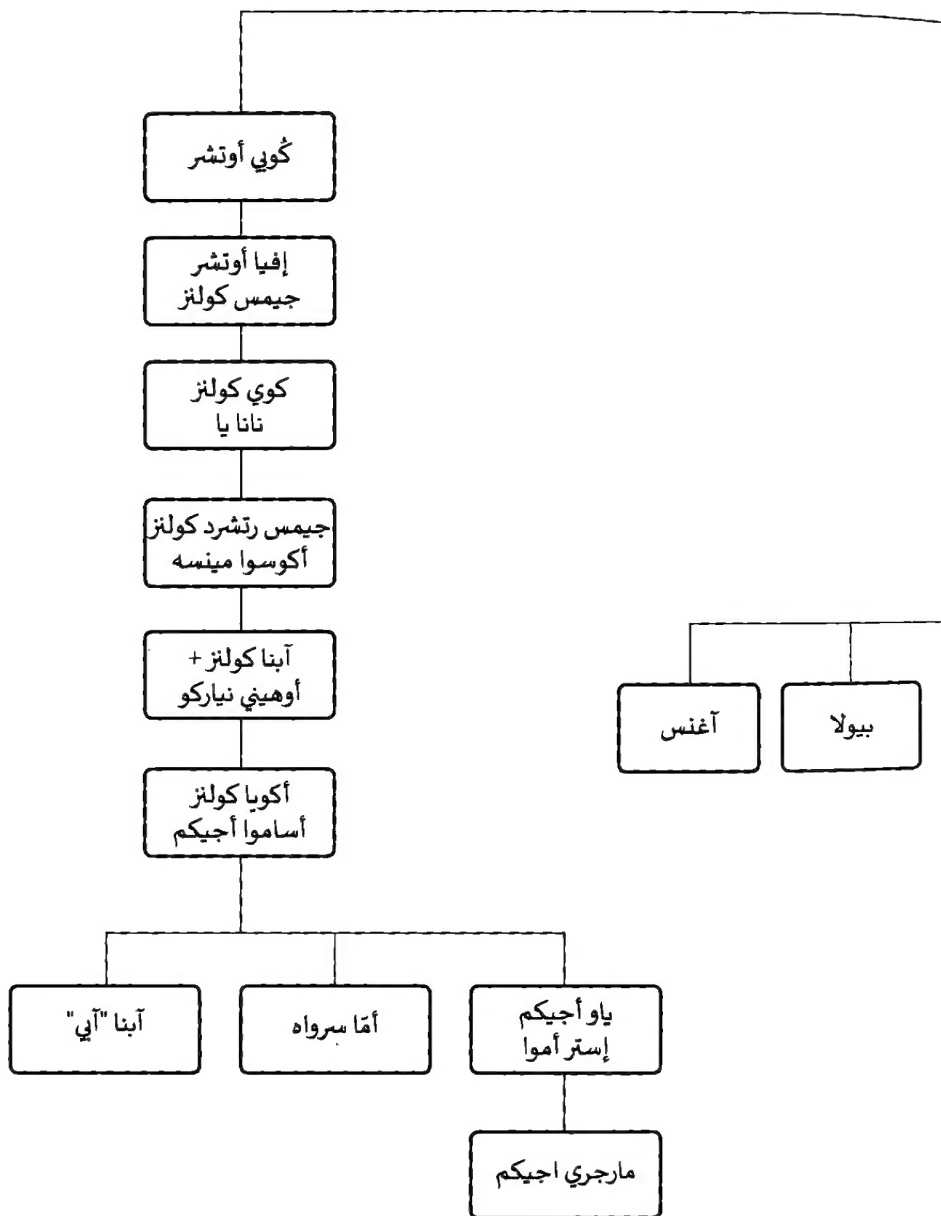 كُوبي أوتشر
إفيا أوتشر
جيمس كولنز
كوي كولنز
نانا يا
جيمس رتشرد كولنز
أكوسوا مينسه
آبنا كولنز +
أوهيني نياركو
بيولا
آغنس
أكويا كولنز
أساموا أجيكم
ياو أجيكم
إستر أموا
أمّا سرواه
آبنا "آبي"
مارجري اجيكم